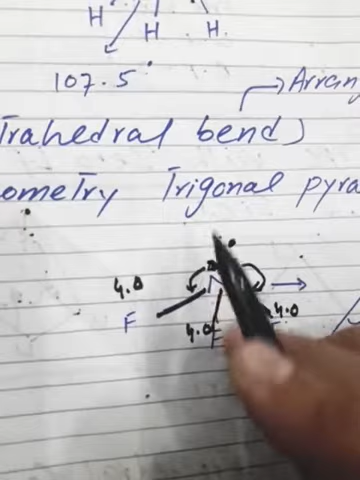 H H H
107.5°
Arran
Trahedral bend)
ometry Trigonal pyra
4.0
F 4.0 F 4.0